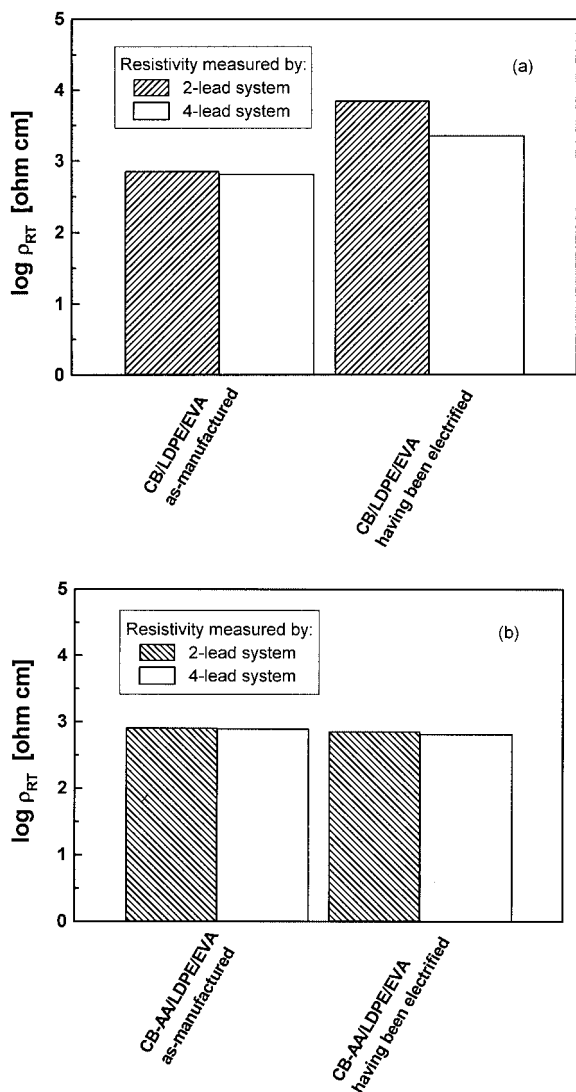 5
4
3
2
1
0
log ρRT [ohm cm]
Resistivity measured by:
2-lead system
4-lead system
(a)
CB/LDPE/EVA
as-manufactured
CB/LDPE/EVA
having been electrified
5
4
3
2
1
0
log ρRT [ohm cm]
Resistivity measured by:
2-lead system
4-lead system
(b)
CB-AA/LDPE/EVA
as-manufactured
CB-AA/LDPE/EVA
having been electrified